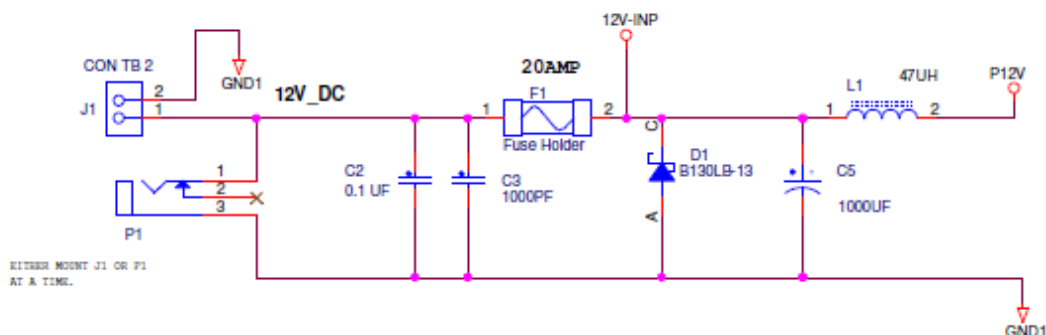 12V-INP
CON TB 2
2
1
J1
GND1
12V_DC
20AMP
F1
1
2
Fuse Holder
47UH
L1
1
2
P12V
C
D1
B130LB-13
A
C2
0.1 UF
C3
1000PF
C5
1000UF
1
2
3
P1
EITHER MOUNT J1 OR P1
AT A TIME.
GND1